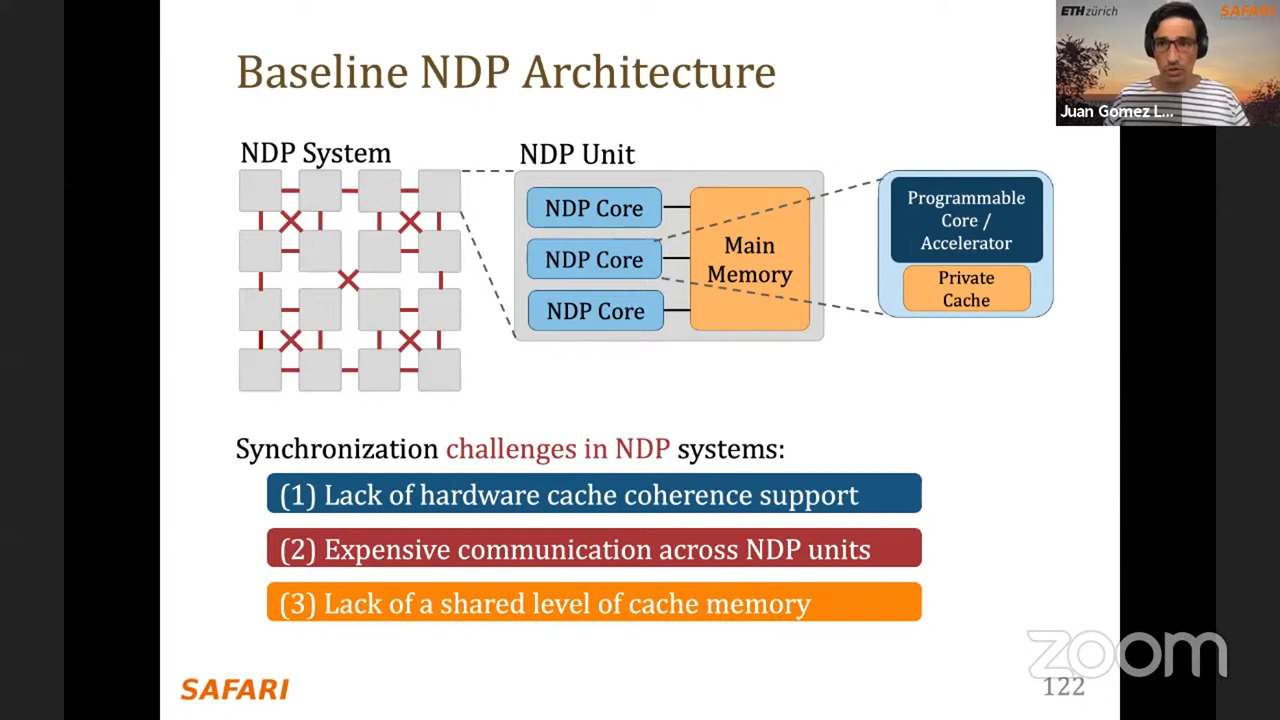 Baseline NDP Architecture
ETH zürich
SAFARI
Juan Gomez L...
NDP System
NDP Unit
NDP Core
NDP Core
NDP Core
Main
Memory
Programmable
Core /
Accelerator
Private
Cache
Synchronization challenges in NDP systems:
(1) Lack of hardware cache coherence support
(2) Expensive communication across NDP units
(3) Lack of a shared level of cache memory
zoom
SAFARI
122